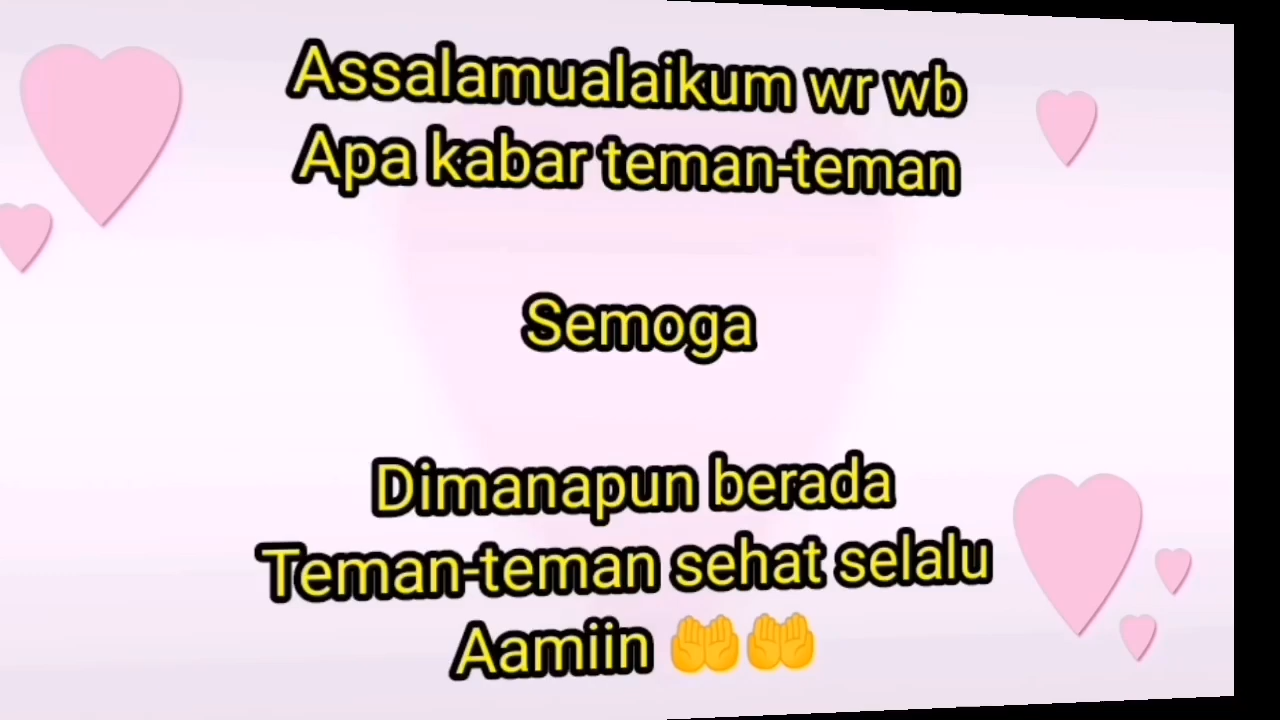 Assalamualaikum wr wb
Apa kabar teman-teman
Semoga
Dimanapun berada
Teman-teman sehat selalu
Aamiin 🤲🤲